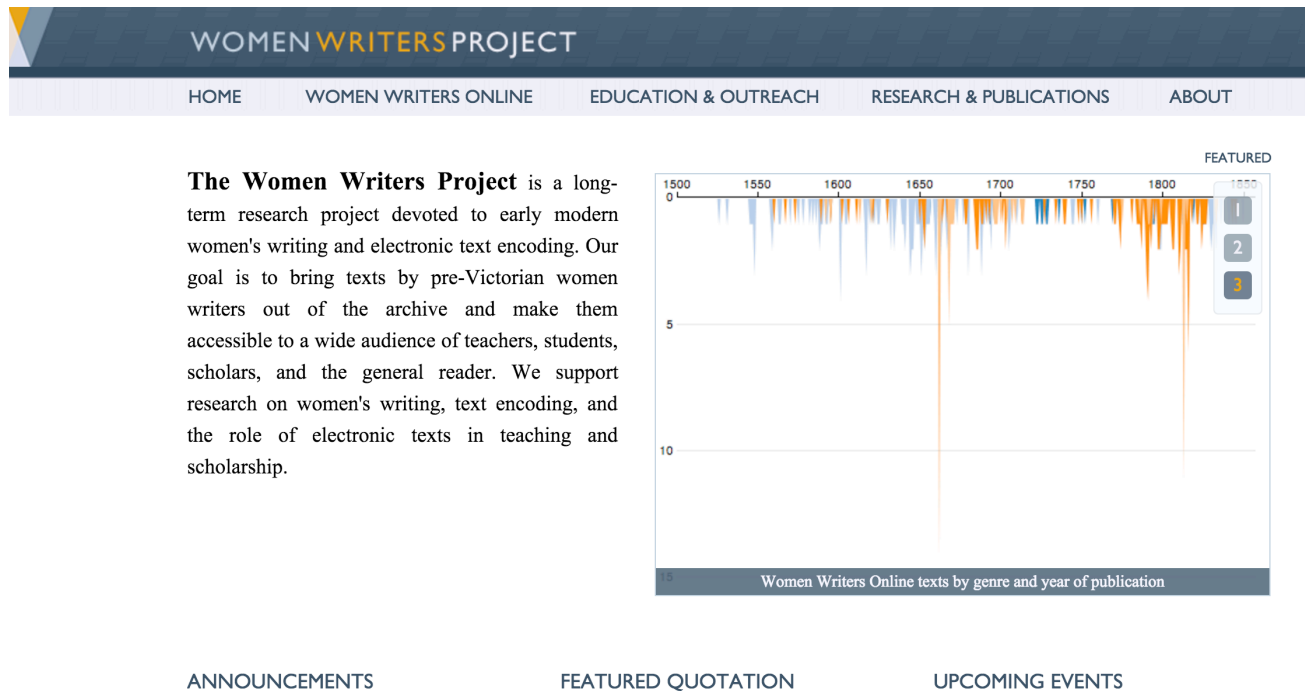 WOMEN WRITERS PROJECT
HOME WOMEN WRITERS ONLINE EDUCATION & OUTREACH RESEARCH & PUBLICATIONS ABOUT
The Women Writers Project is a long-
term research project devoted to early modern
women's writing and electronic text encoding. Our
goal is to bring texts by pre-Victorian women
writers out of the archive and make them
accessible to a wide audience of teachers, students,
scholars, and the general reader. We support
research on women's writing, text encoding, and
the role of electronic texts in teaching and
scholarship.
FEATURED
1500 1550 1600 1650 1700 1750 1800 1850
0
1
2
3
5
10
15
Women Writers Online texts by genre and year of publication
ANNOUNCEMENTS FEATURED QUOTATION UPCOMING EVENTS